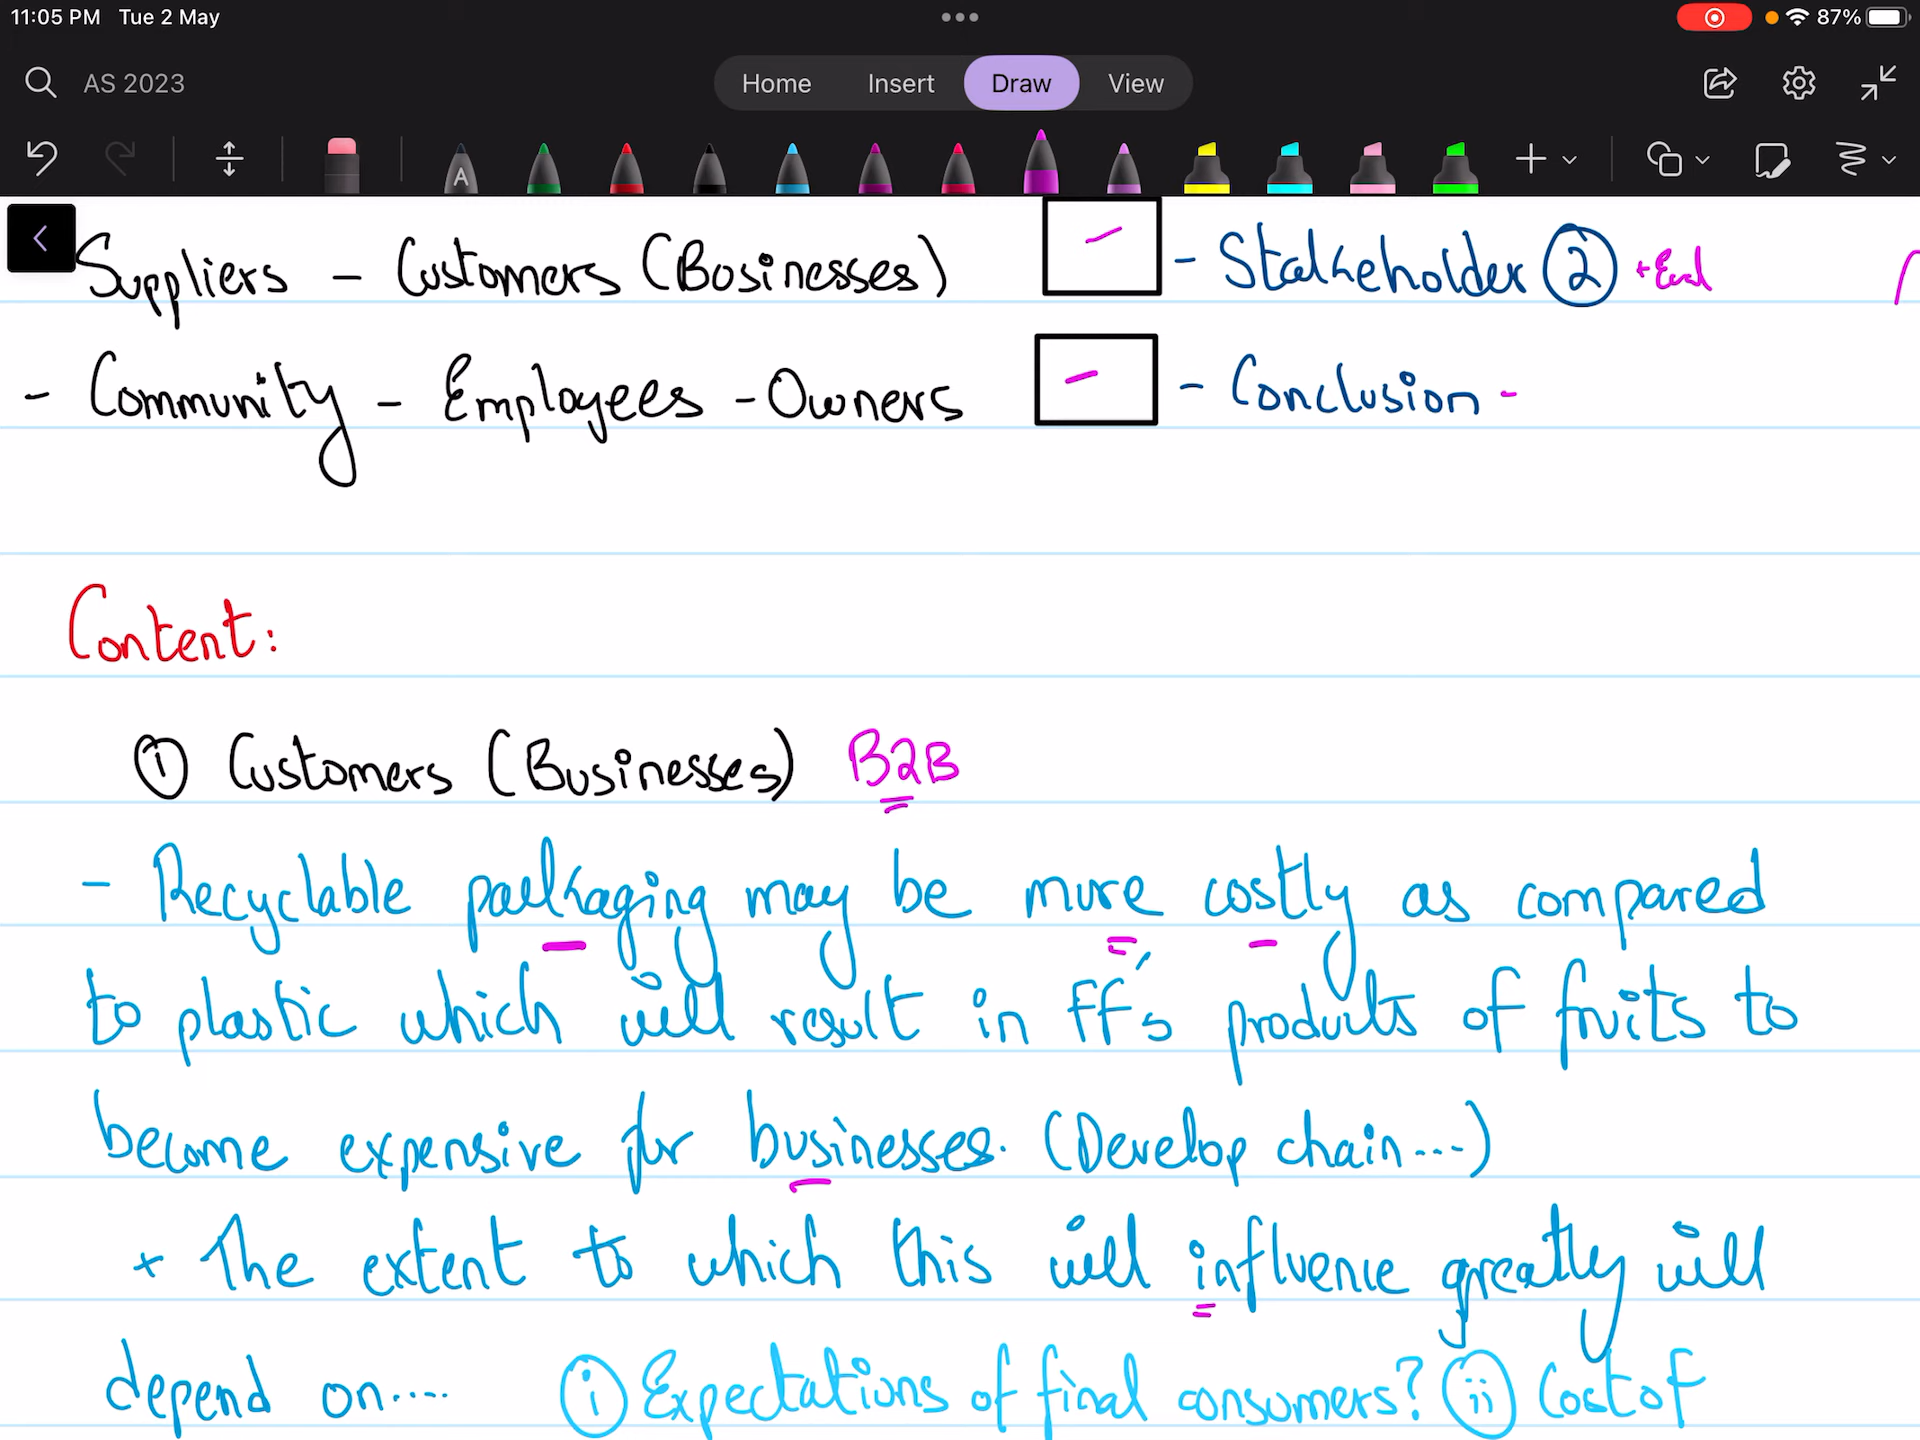 11:05 PM Tue 2 May
87%
AS 2023
Home Insert Draw View
A
Suppliers - Customers (Businesses) - Stakeholder ② + Eval
- Community - Employees - Owners - Conclusion -
Content:
① Customers (Businesses) B2B
- Recyclable packaging may be more costly as compared
to plastic which will result in FF's products of fruits to
become expensive for businesses. (Develop chain...)
+ The extent to which this will influence greatly will
depend on.... ⓘ Expectations of final consumers? ⅱ Cost of